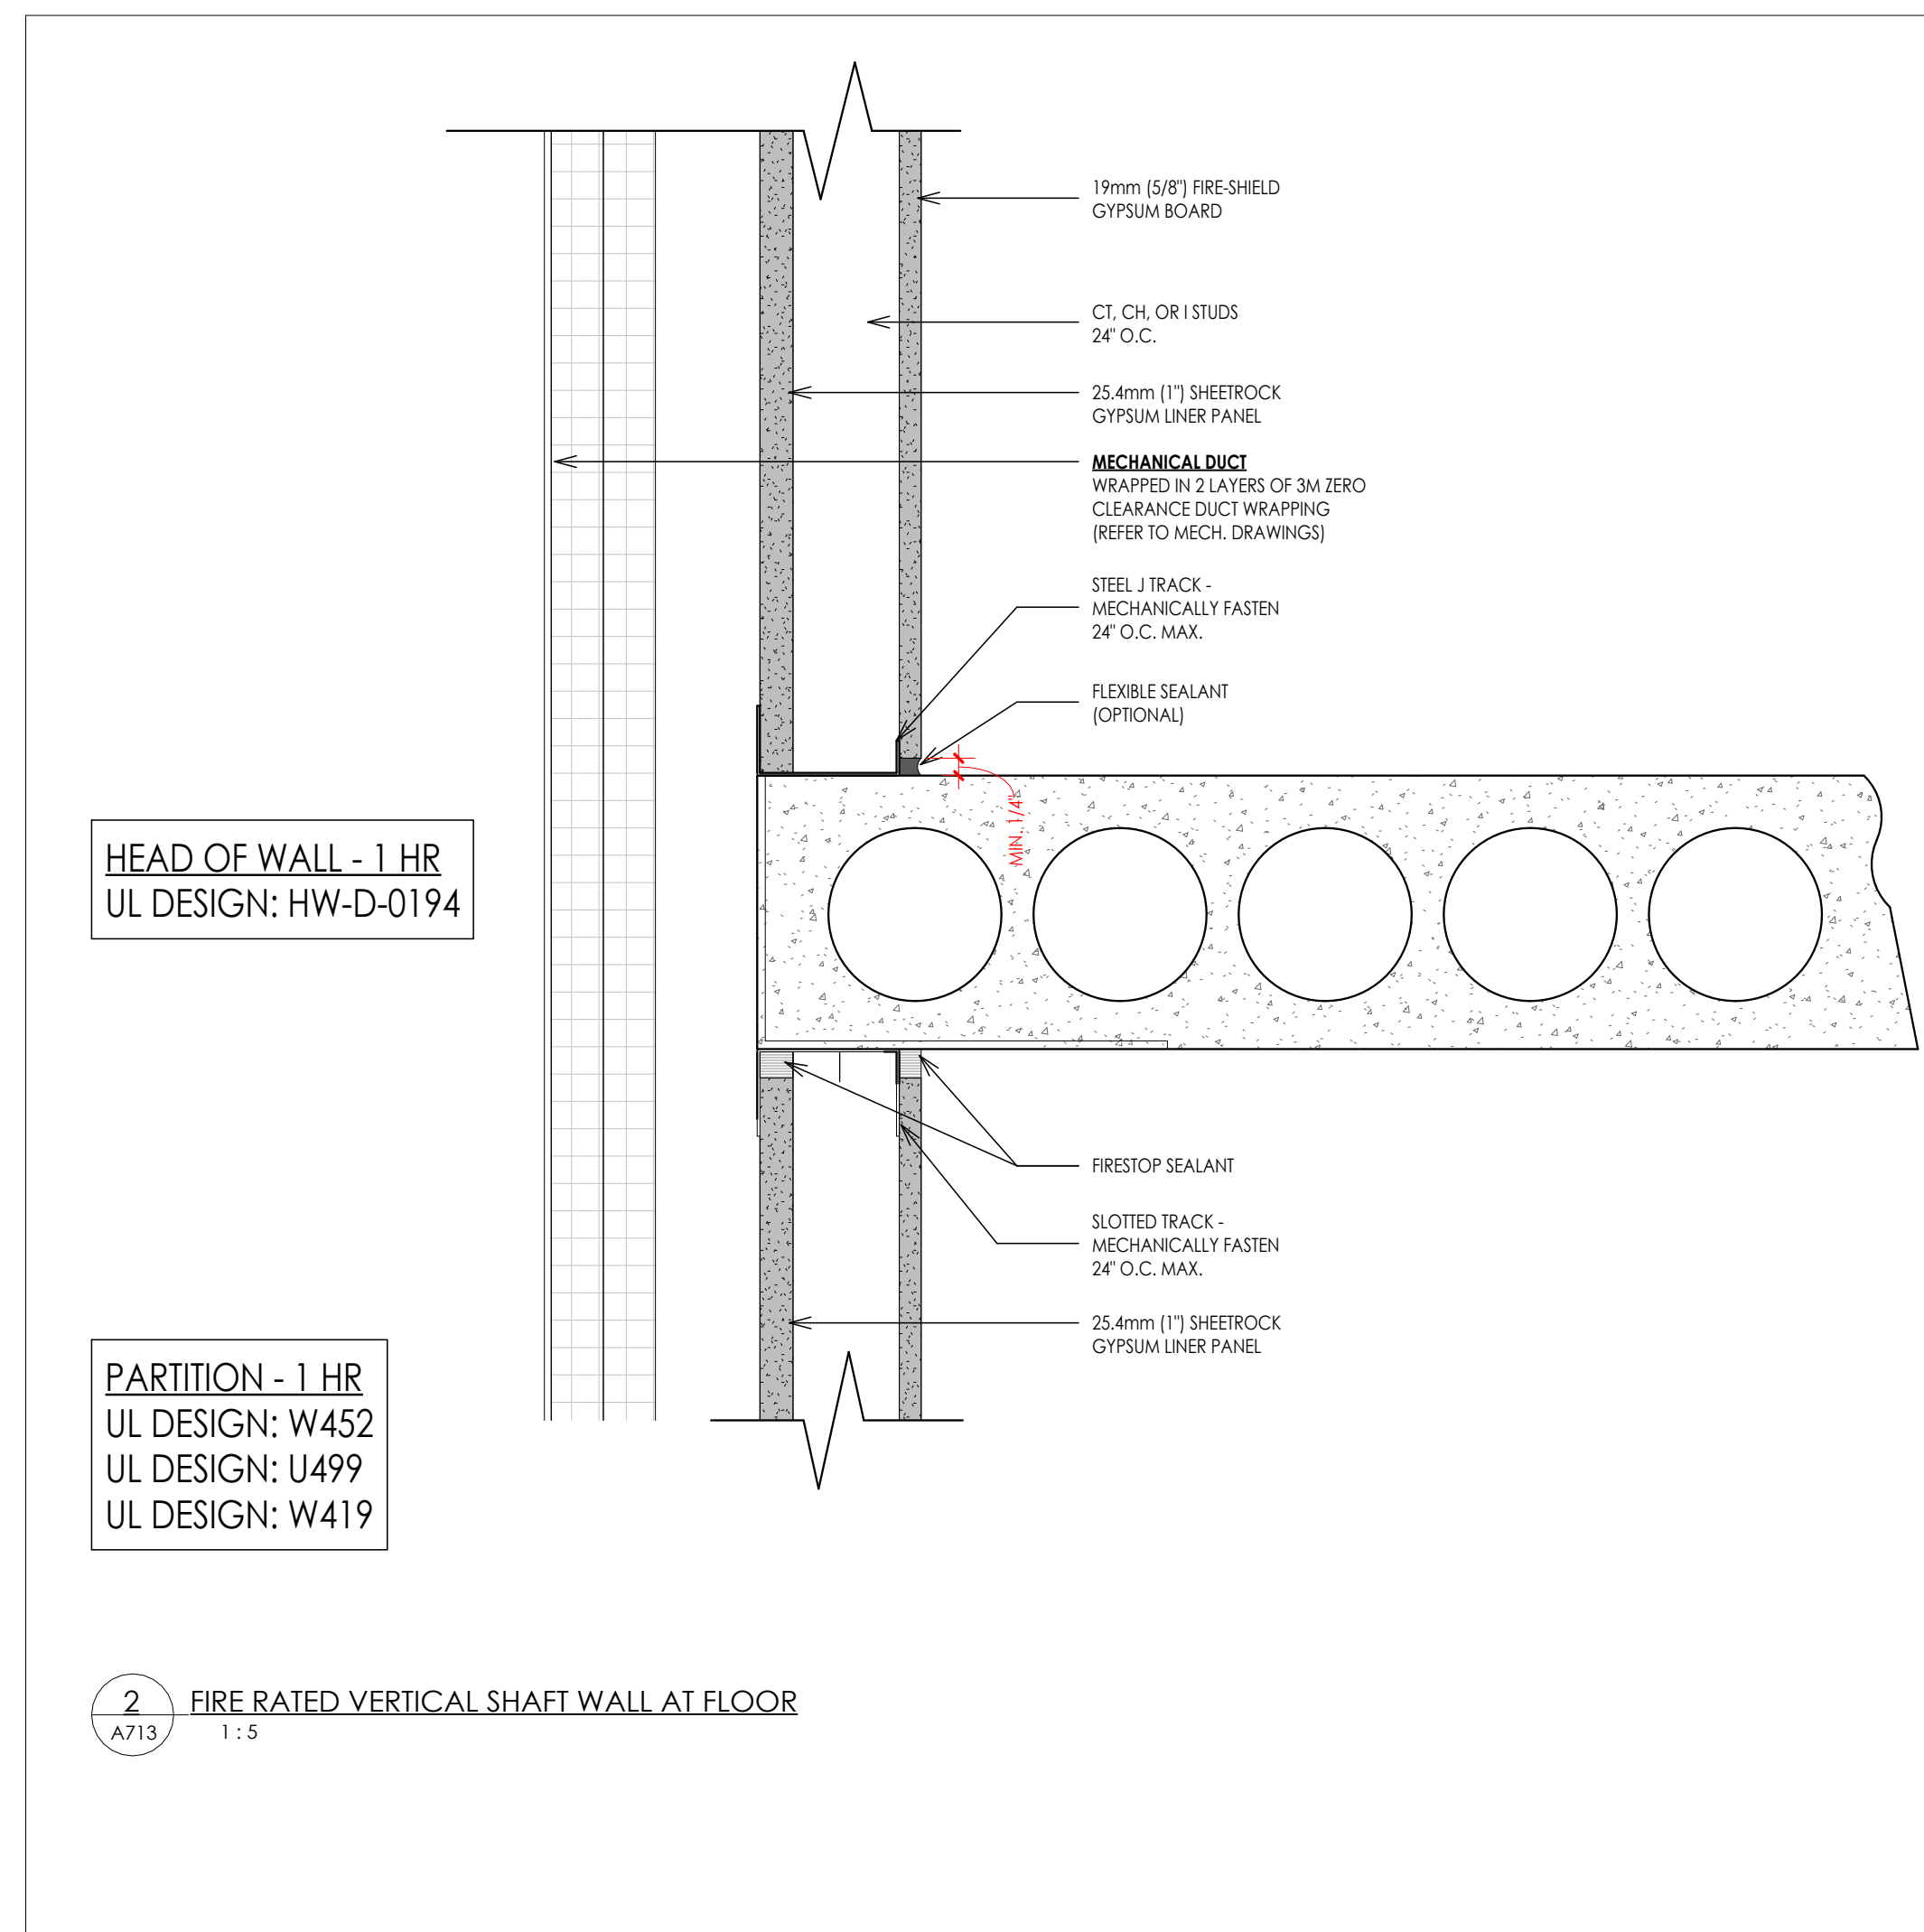 19mm (5/8") FIRE-SHIELD
GYPSUM BOARD
CT, CH, OR I STUDS
24" O.C.
25.4mm (1") SHEETROCK
GYPSUM LINER PANEL
MECHANICAL DUCT
WRAPPED IN 2 LAYERS OF 3M ZERO
CLEARANCE DUCT WRAPPING
(REFER TO MECH. DRAWINGS)
STEEL J TRACK -
MECHANICALLY FASTEN
24" O.C. MAX.
FLEXIBLE SEALANT
(OPTIONAL)
MIN. 1/4"
HEAD OF WALL - 1 HR
UL DESIGN: HW-D-0194
FIRESTOP SEALANT
SLOTTED TRACK -
MECHANICALLY FASTEN
24" O.C. MAX.
25.4mm (1") SHEETROCK
GYPSUM LINER PANEL
PARTITION - 1 HR
UL DESIGN: W452
UL DESIGN: U499
UL DESIGN: W419
2
A713
FIRE RATED VERTICAL SHAFT WALL AT FLOOR
1 : 5